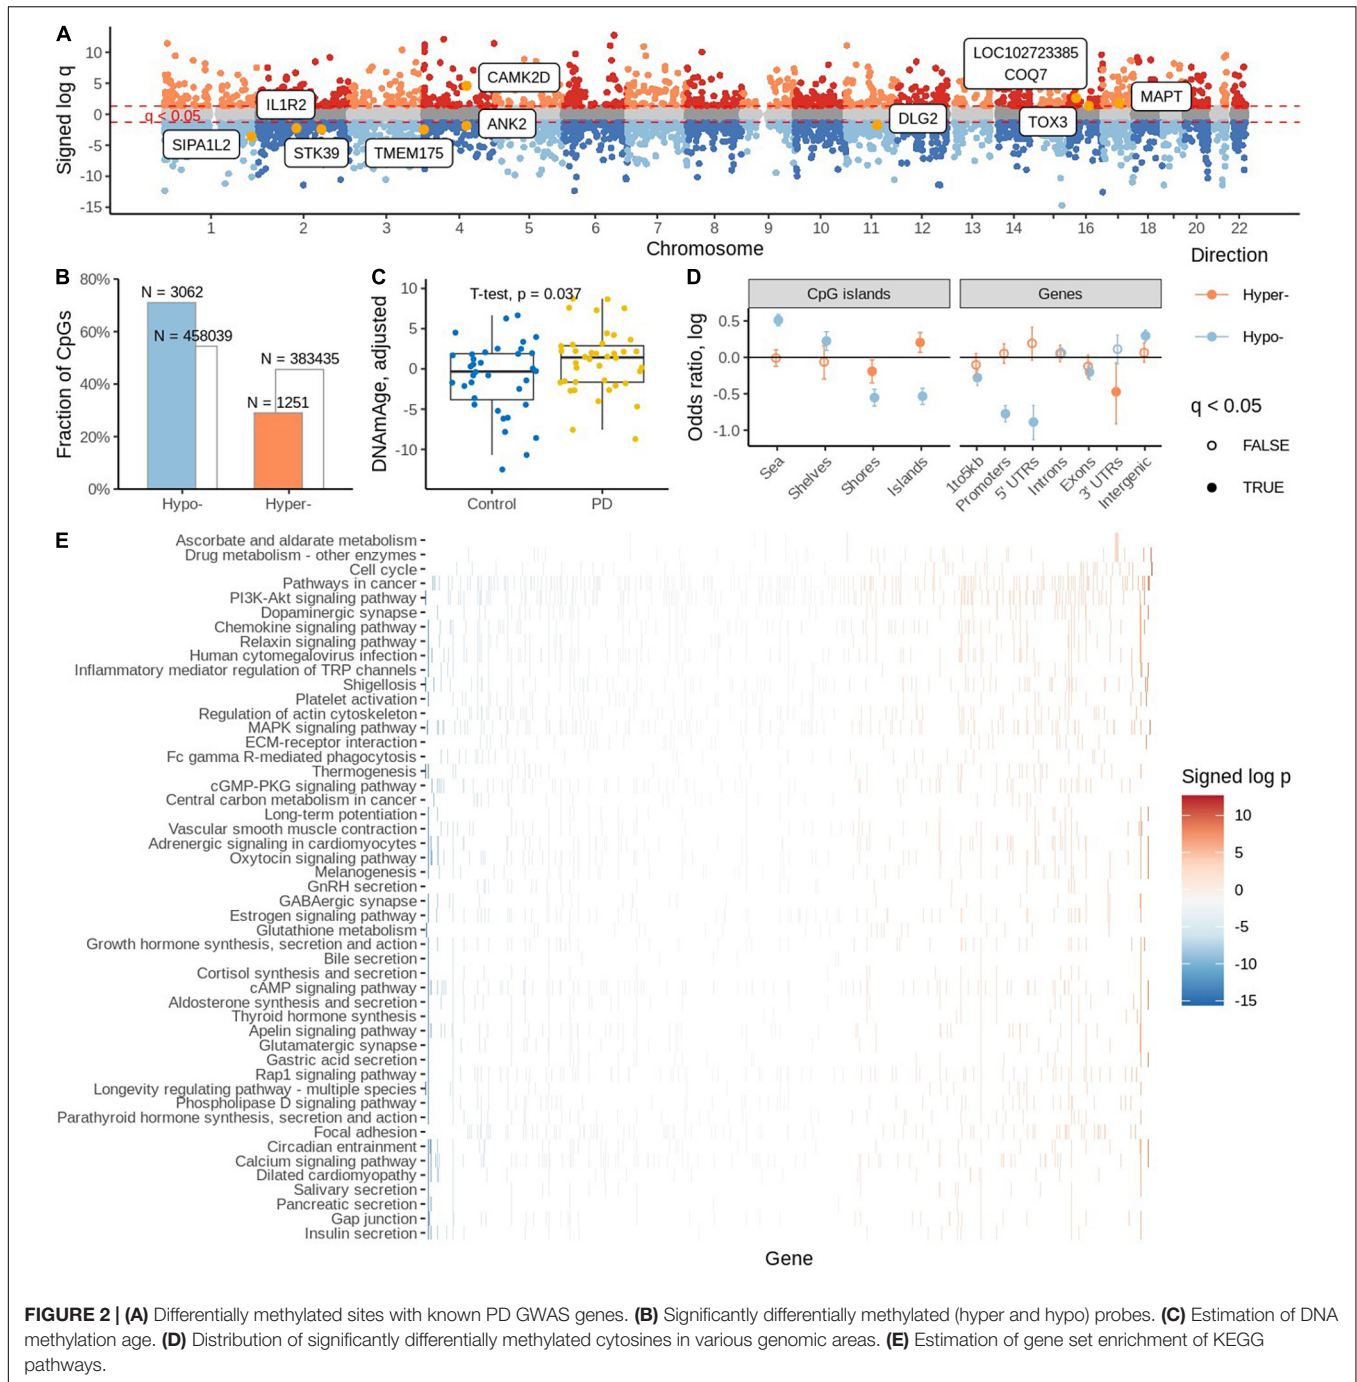 A
Signed log q
10
5
0
-5
-10
-15
q < 0.05
SIPA1L2
IL1R2
STK39
TMEM175
CAMK2D
ANK2
DLG2
LOC102723385
COQ7
TOX3
MAPT
1 2 3 4 5 6 7 8 9 10 11 12 13 14 16 18 20 22
Chromosome
B
Fraction of CpGs
80%
60%
40%
20%
0%
N = 3062
N = 458039
N = 383435
N = 1251
Hypo-
Hyper-
C
DNAmAge, adjusted
10
5
0
-5
-10
T-test, p = 0.037
Control
PD
D
Odds ratio, log
0.5
0.0
-0.5
-1.0
CpG islands
Genes
Sea
Shelves
Shores
Islands
1to5kb
Promoters
5' UTRs
Introns
Exons
3' UTRs
Intergenic
Direction
Hyper-
Hypo-
q < 0.05
FALSE
TRUE
E
Ascorbate and aldarate metabolism
Drug metabolism - other enzymes
Cell cycle
Pathways in cancer
PI3K-Akt signaling pathway
Dopaminergic synapse
Chemokine signaling pathway
Relaxin signaling pathway
Human cytomegalovirus infection
Inflammatory mediator regulation of TRP channels
Shigellosis
Platelet activation
Regulation of actin cytoskeleton
MAPK signaling pathway
ECM-receptor interaction
Fc gamma R-mediated phagocytosis
Thermogenesis
cGMP-PKG signaling pathway
Central carbon metabolism in cancer
Long-term potentiation
Vascular smooth muscle contraction
Adrenergic signaling in cardiomyocytes
Oxytocin signaling pathway
Melanogenesis
GnRH secretion
GABAergic synapse
Estrogen signaling pathway
Glutathione metabolism
Growth hormone synthesis, secretion and action
Bile secretion
Cortisol synthesis and secretion
cAMP signaling pathway
Aldosterone synthesis and secretion
Thyroid hormone synthesis
Apelin signaling pathway
Glutamatergic synapse
Gastric acid secretion
Rap1 signaling pathway
Longevity regulating pathway - multiple species
Phospholipase D signaling pathway
Parathyroid hormone synthesis, secretion and action
Focal adhesion
Circadian entrainment
Calcium signaling pathway
Dilated cardiomyopathy
Salivary secretion
Pancreatic secretion
Gap junction
Insulin secretion
Gene
Signed log p
10
5
0
-5
-10
-15
FIGURE 2 | (A) Differentially methylated sites with known PD GWAS genes. (B) Significantly differentially methylated (hyper and hypo) probes. (C) Estimation of DNA
methylation age. (D) Distribution of significantly differentially methylated cytosines in various genomic areas. (E) Estimation of gene set enrichment of KEGG
pathways.